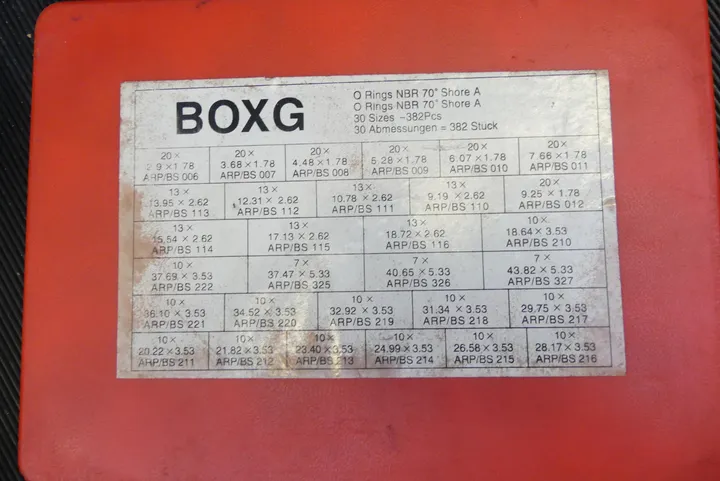 BOXG
O Rings NBR 70° Shore A
O Rings NBR 70° Shore A
30 Sizes -382Pcs
30 Abmessungen = 382 Stuck
20× 20× 20× 20× 20× 20×
2.9×1.78 3.68×1.78 4.48×1.78 5.28×1.78 6.07×1.78 7.66×1.78
ARP/BS 006 ARP/BS 007 ARP/BS 008 ARP/BS 009 ARP/BS 010 ARP/BS 011
13× 13× 13× 13× 20×
13.95 × 2.62 12.31 × 2.62 10.78 × 2.62 9.19 × 2.62 9.25 × 1.78
ARP/BS 113 ARP/BS 112 ARP/BS 111 ARP/BS 110 ARP/BS 012
13× 13× 13× 10×
15.54 × 2.62 17.13 × 2.62 18.72 × 2.62 18.64 × 3.53
ARP/BS 114 ARP/BS 115 ARP/BS 116 ARP/BS 210
10× 7× 7× 7×
37.69 × 3.53 37.47 × 5.33 40.65 × 5.33 43.82 × 5.33
ARP/BS 222 ARP/BS 325 ARP/BS 326 ARP/BS 327
10× 10× 10× 10× 10×
36.10 × 3.53 34.52 × 3.53 32.92 × 3.53 31.34 × 3.53 29.75 × 3.53
ARP/BS 221 ARP/BS 220 ARP/BS 219 ARP/BS 218 ARP/BS 217
10× 10× 10× 10× 10× 10×
20.22 × 3.53 21.82 × 3.53 23.40 × 3.53 24.99 × 3.53 26.58 × 3.53 28.17 × 3.53
ARP/BS 211 ARP/BS 212 ARP/BS 213 ARP/BS 214 ARP/BS 215 ARP/BS 216